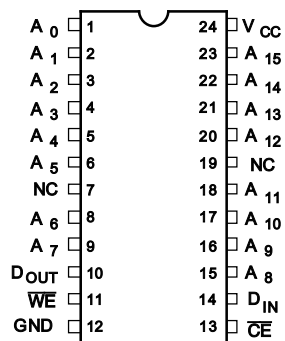 A0 1 24 VCC
A1 2 23 A15
A2 3 22 A14
A3 4 21 A13
A4 5 20 A12
A5 6 19 NC
NC 7 18 A11
A6 8 17 A10
A7 9 16 A9
DOUT 10 15 A8
W̅E̅ 11 14 DIN
GND 12 13 C̅E̅